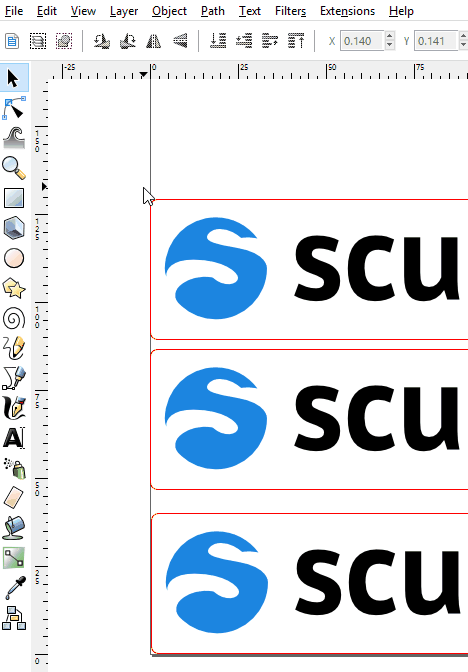 File Edit View Layer Object Path Text Filters Extensions Help
X 0.140 Y 0.141
-25 0 25 50 75
150
125
scu
100
75
scu
50
A
25
scu
0